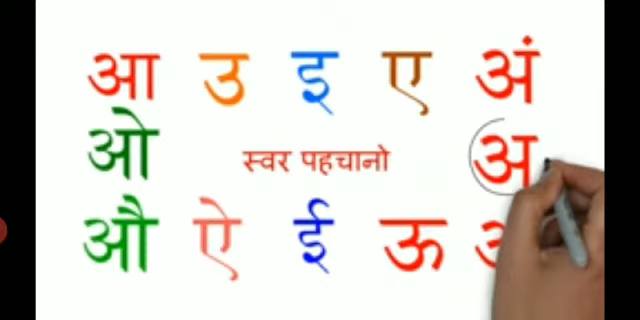 आ उ इ ए अं
ओ स्वर पहचानो अ
औ ऐ ई ऊ